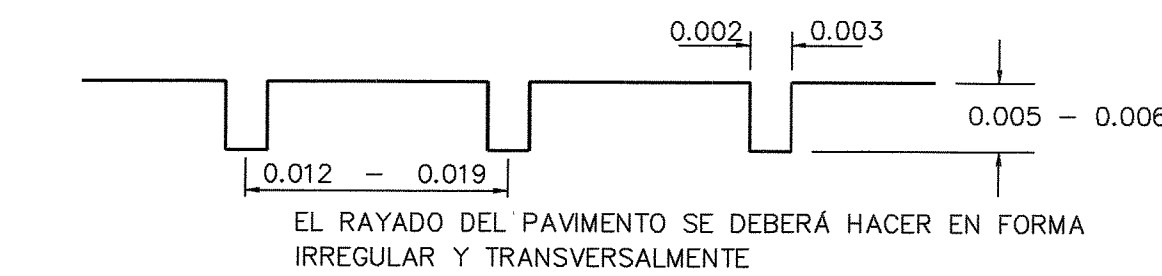 0.002 0.003
0.005 - 0.006
0.012 - 0.019
EL RAYADO DEL PAVIMENTO SE DEBERÁ HACER EN FORMA
IRREGULAR Y TRANSVERSALMENTE